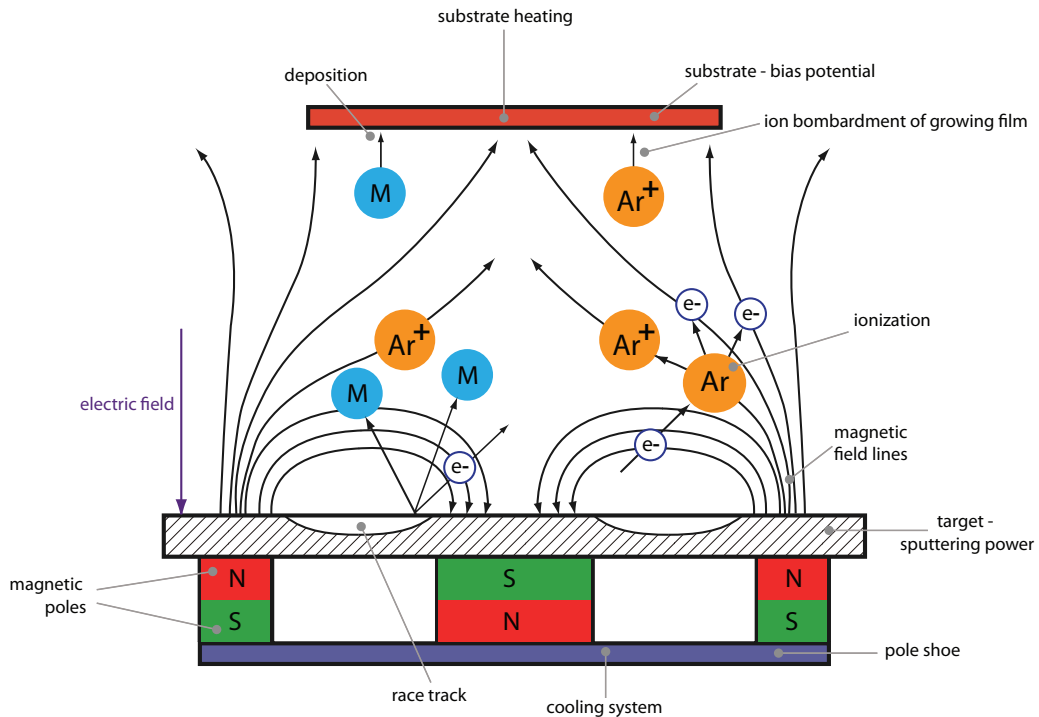 substrate heating
deposition
substrate - bias potential
ion bombardment of growing film
M
Ar+
Ar+
M
M
Ar+
e-
e-
Ar
ionization
electric field
e-
e-
magnetic
field lines
target -
sputtering power
magnetic
poles
N
S
S
N
N
S
pole shoe
race track
cooling system